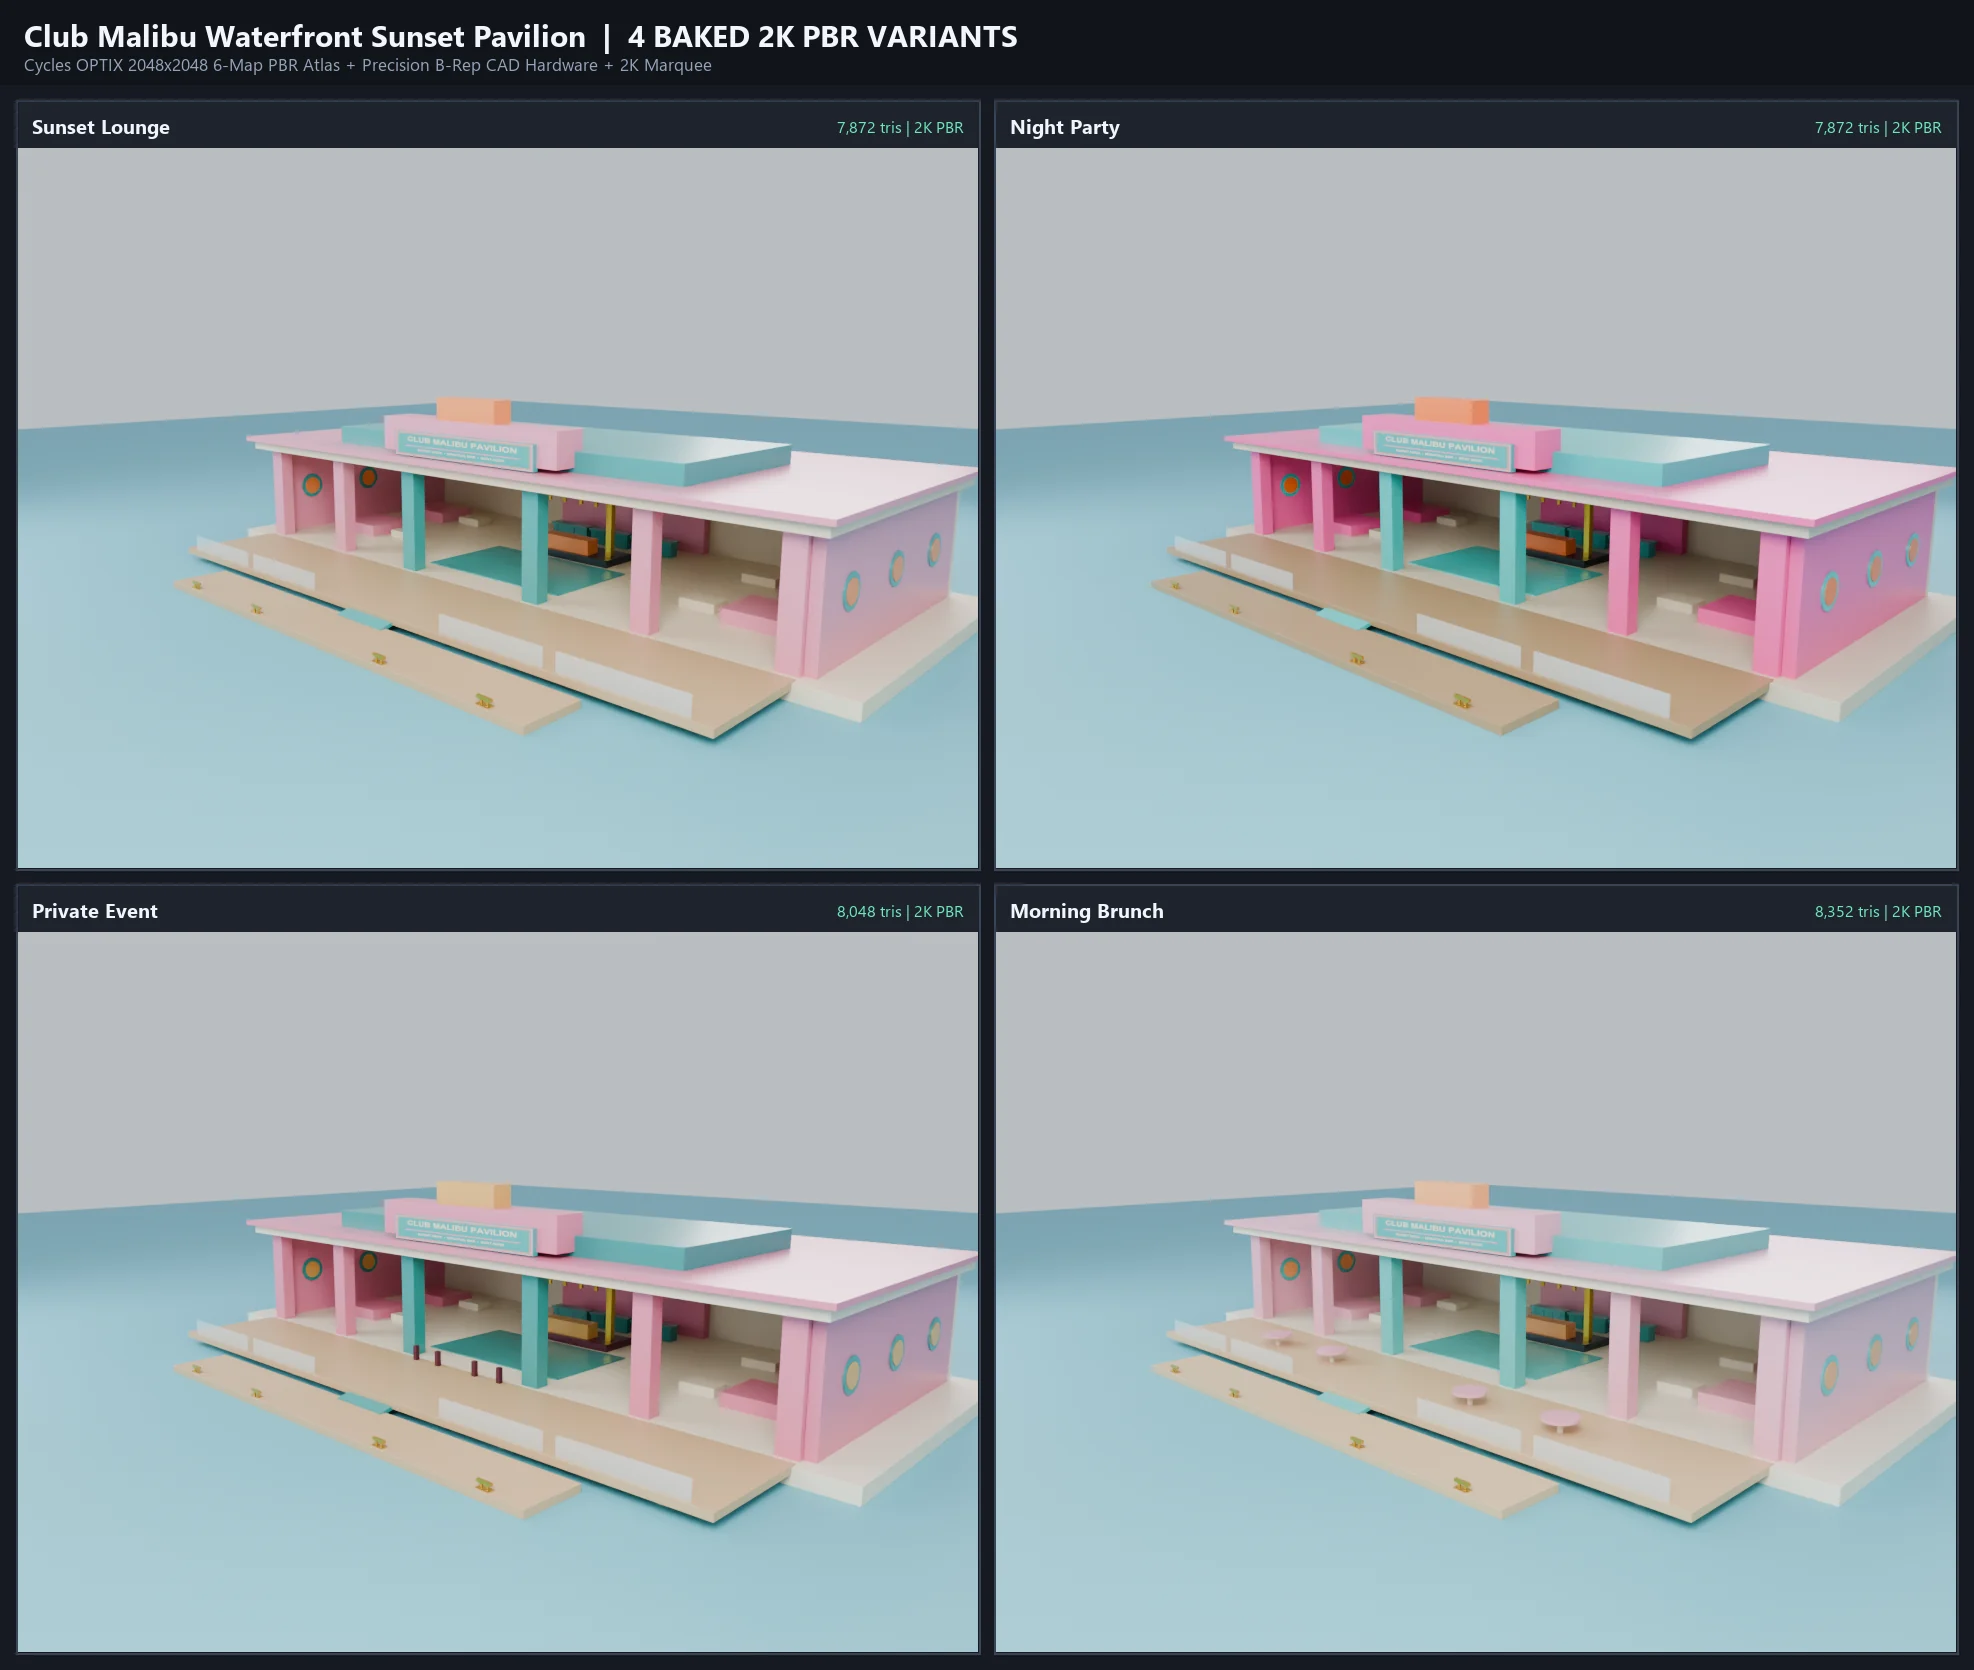 Club Malibu Waterfront Sunset Pavilion | 4 BAKED 2K PBR VARIANTS
Cycles OPTIX 2048x2048 6-Map PBR Atlas + Precision B-Rep CAD Hardware + 2K Marquee
Sunset Lounge
7,872 tris | 2K PBR
CLUB MALIBU PAVILION
Night Party
7,872 tris | 2K PBR
CLUB MALIBU PAVILION
Private Event
8,048 tris | 2K PBR
CLUB MALIBU PAVILION
Morning Brunch
8,352 tris | 2K PBR
CLUB MALIBU PAVILION